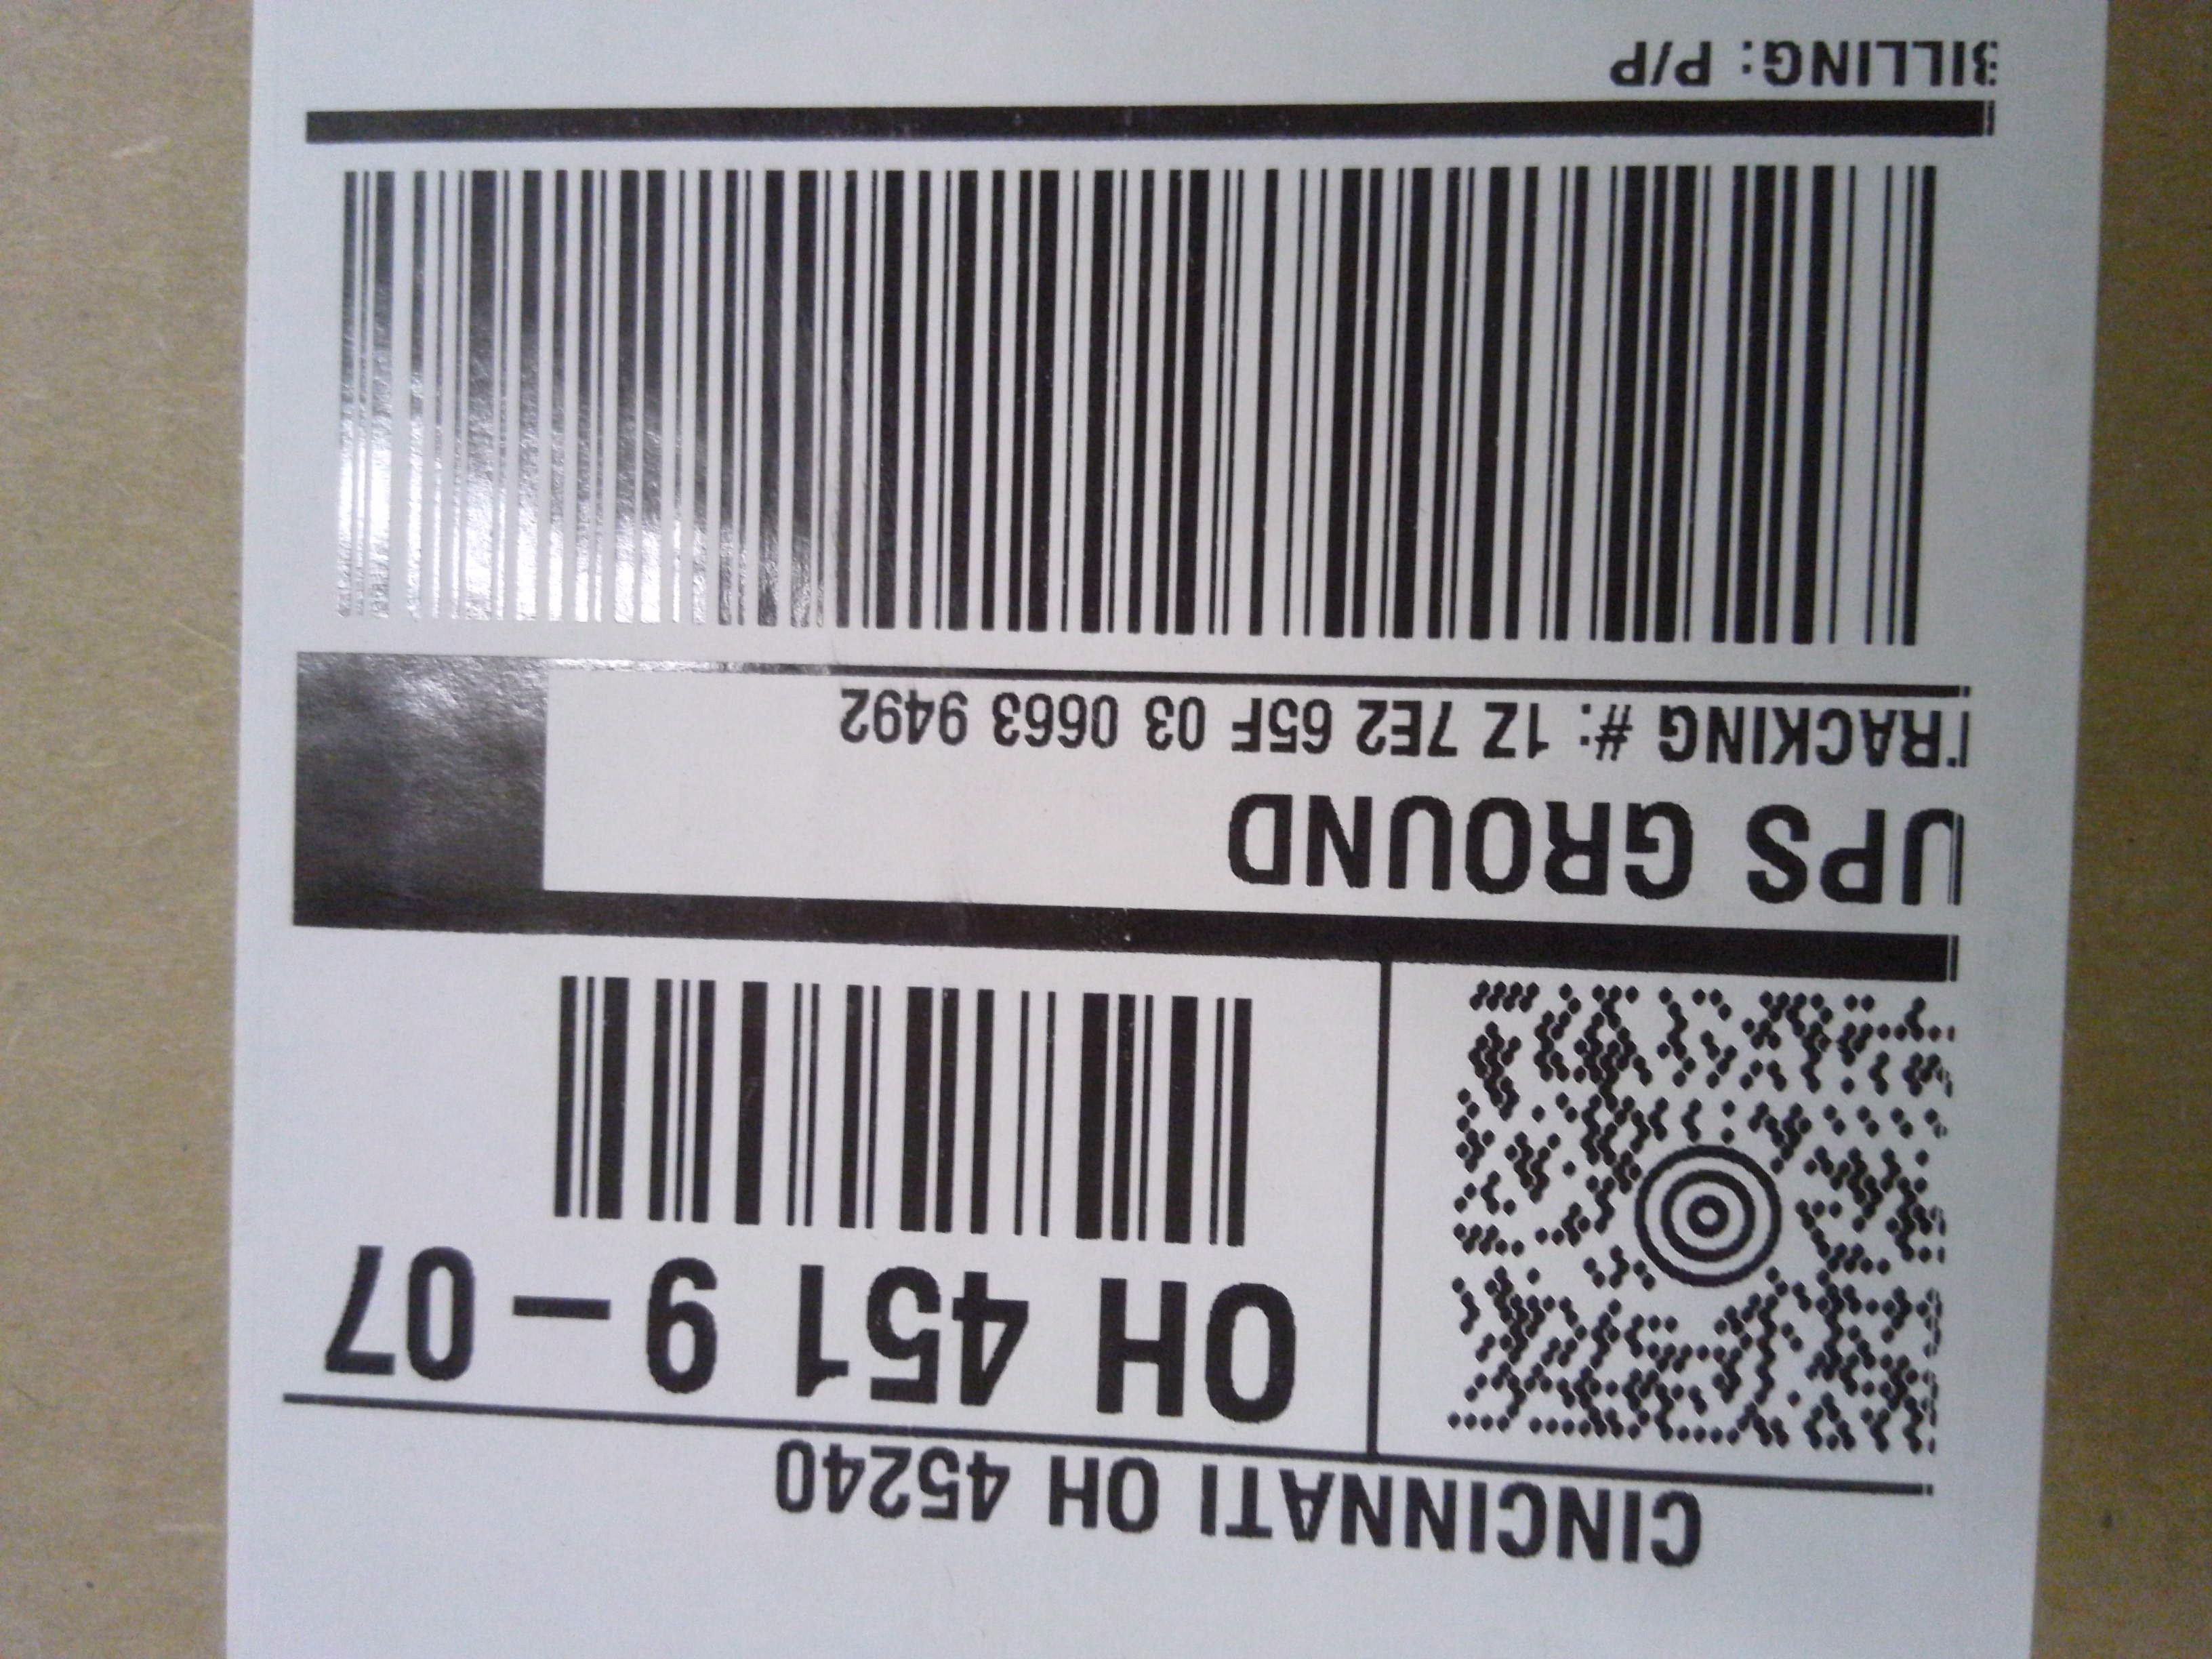 CINCINNATI OH 45240
OH 451 9-07
UPS GROUND
TRACKING #: 1Z 7E2 65F 03 0663 9492
BILLING: P/P